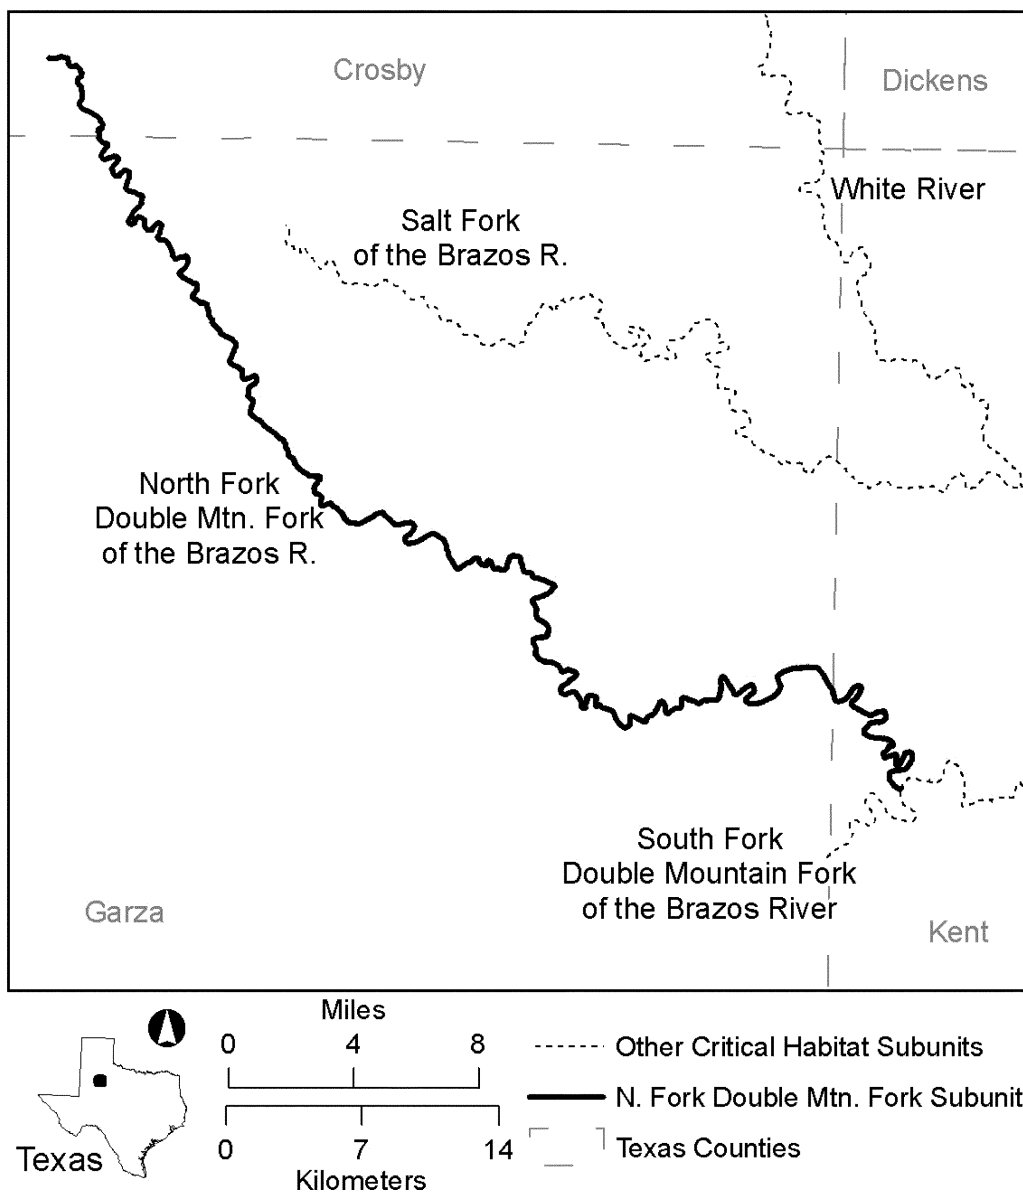 Crosby
Dickens
White River
Salt Fork
of the Brazos R.
North Fork
Double Mtn. Fork
of the Brazos R.
South Fork
Double Mountain Fork
of the Brazos River
Garza
Kent
Miles
0 4 8
0 7 14
Kilometers
Texas
Other Critical Habitat Subunits
N. Fork Double Mtn. Fork Subunit
Texas Counties